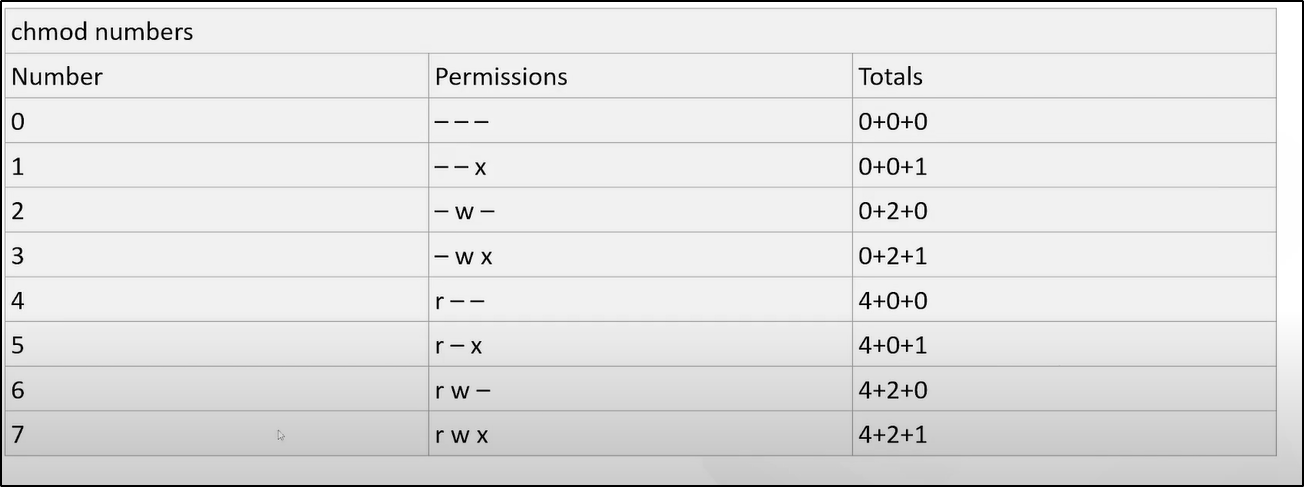 chmod numbers
Number Permissions Totals
0 – – – 0+0+0
1 – – x 0+0+1
2 – w – 0+2+0
3 – w x 0+2+1
4 r – – 4+0+0
5 r – x 4+0+1
6 r w – 4+2+0
7 r w x 4+2+1